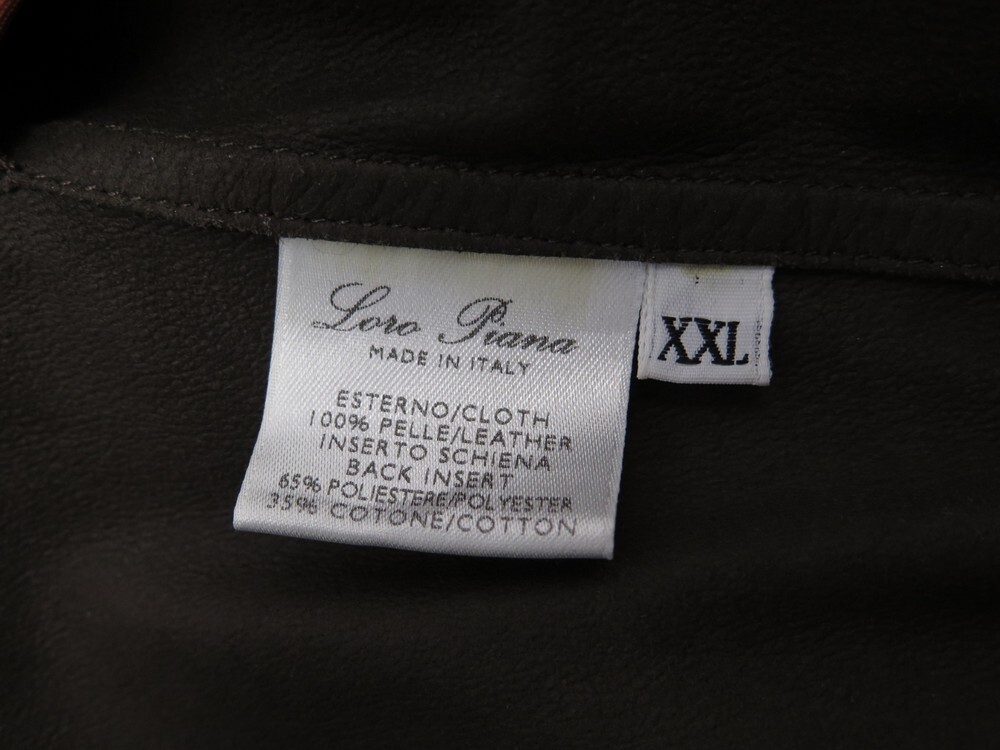 Loro Piana
MADE IN ITALY
ESTERNO/CLOTH
100% PELLE/LEATHER
INSERTO SCHIENA
BACK INSERT
65% POLIESTERE/POLYESTER
35% COTONE/COTTON
XXL